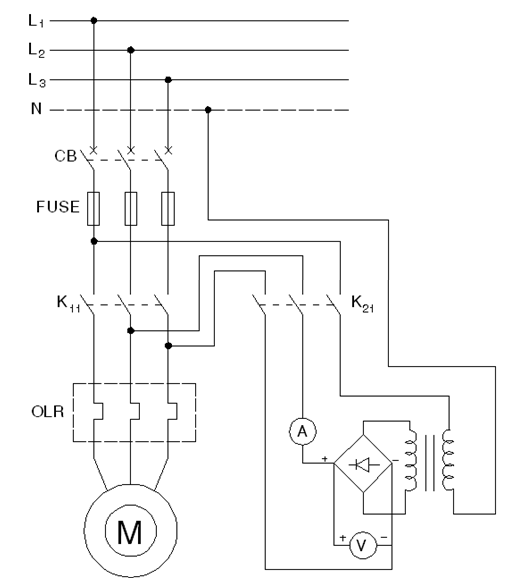 L1
L2
L3
N
CB
FUSE
K11
K21
OLR
A
+
−
+
V
−
M